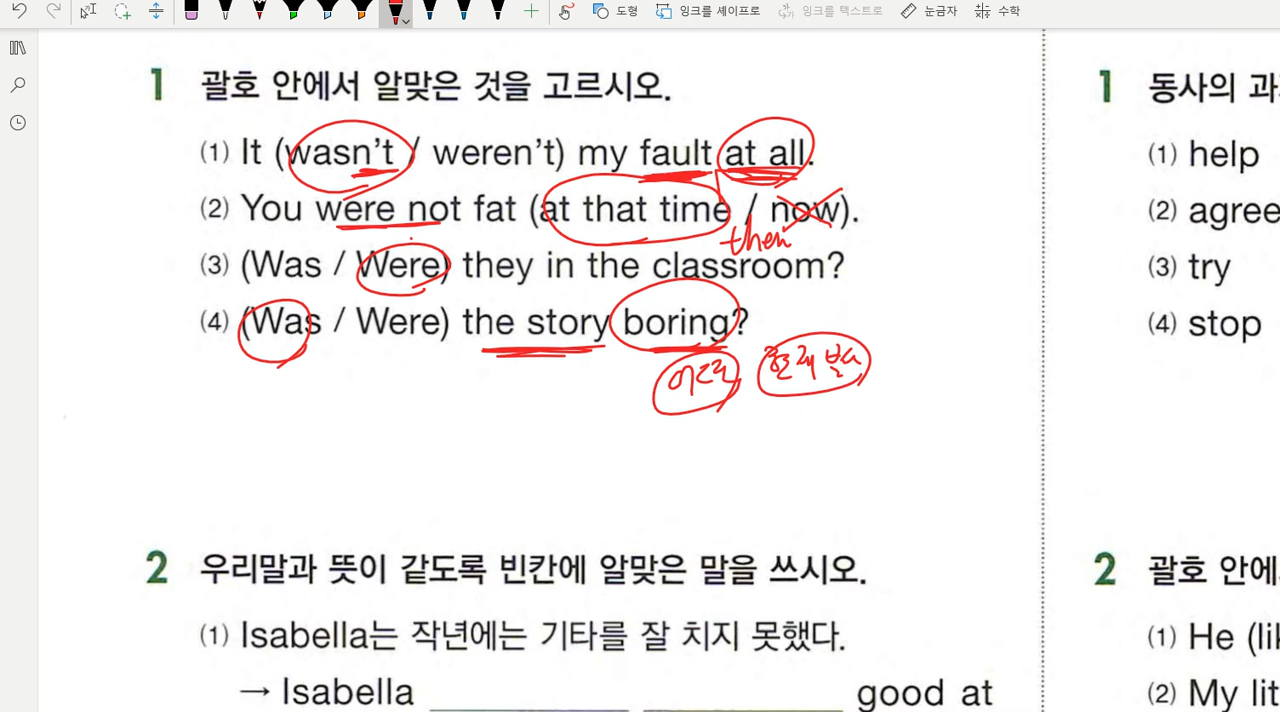 도형 잉크를 셰이프로 잉크를 텍스트로 눈금자 수학
1 괄호 안에서 알맞은 것을 고르시오.
(1) It (wasn't / weren't) my fault at all.
(2) You were not fat (at that time / now).
then
(3) (Was / Were) they in the classroom?
(4) (Was / Were) the story boring?
현재 분사
2 우리말과 뜻이 같도록 빈칸에 알맞은 말을 쓰시오.
(1) Isabella는 작년에는 기타를 잘 치지 못했다.
→ Isabella ________ ________ good at
1 동사의 과
(1) help
(2) agree
(3) try
(4) stop
2 괄호 안에
(1) He (lik
(2) My lit